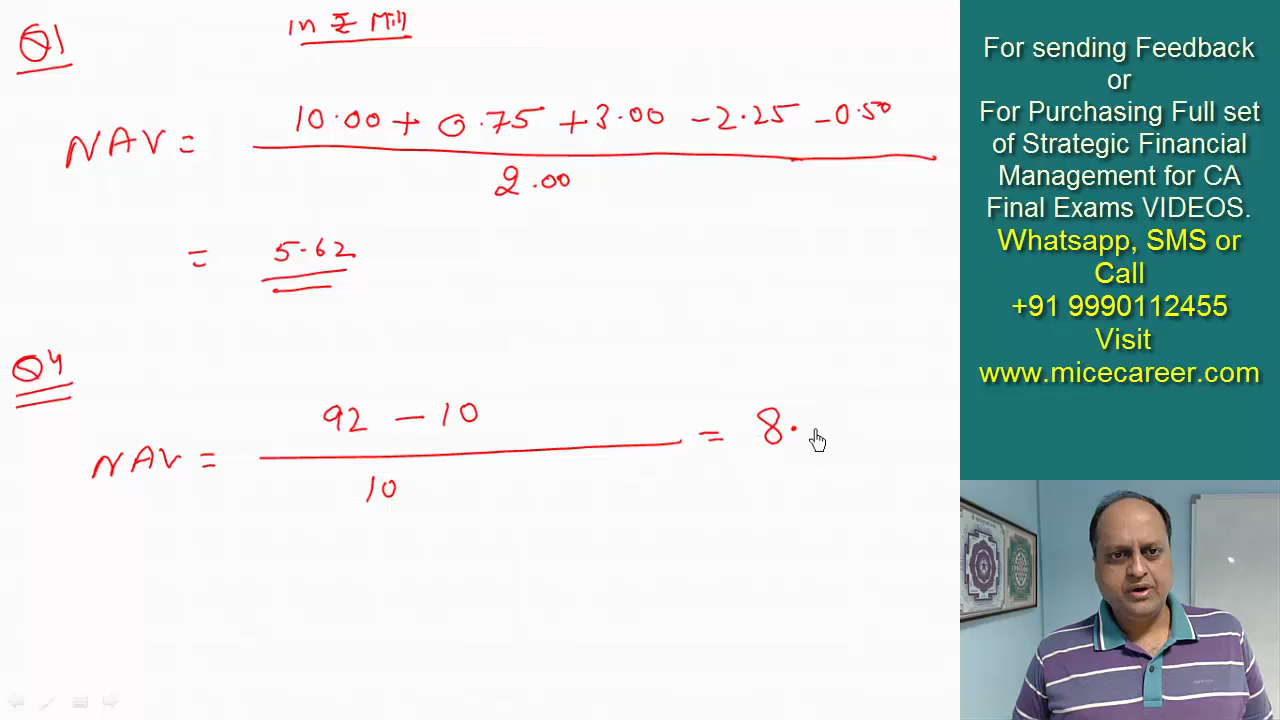 Q1
in ₹ Mill
NAV = 10.00 + 0.75 + 3.00 - 2.25 - 0.50
2.00
= 5.62
Q4
NAV = 92 - 10 = 8.
10
For sending Feedback
or
For Purchasing Full set
of Strategic Financial
Management for CA
Final Exams VIDEOS.
Whatsapp, SMS or
Call
+91 9990112455
Visit
www.micecareer.com